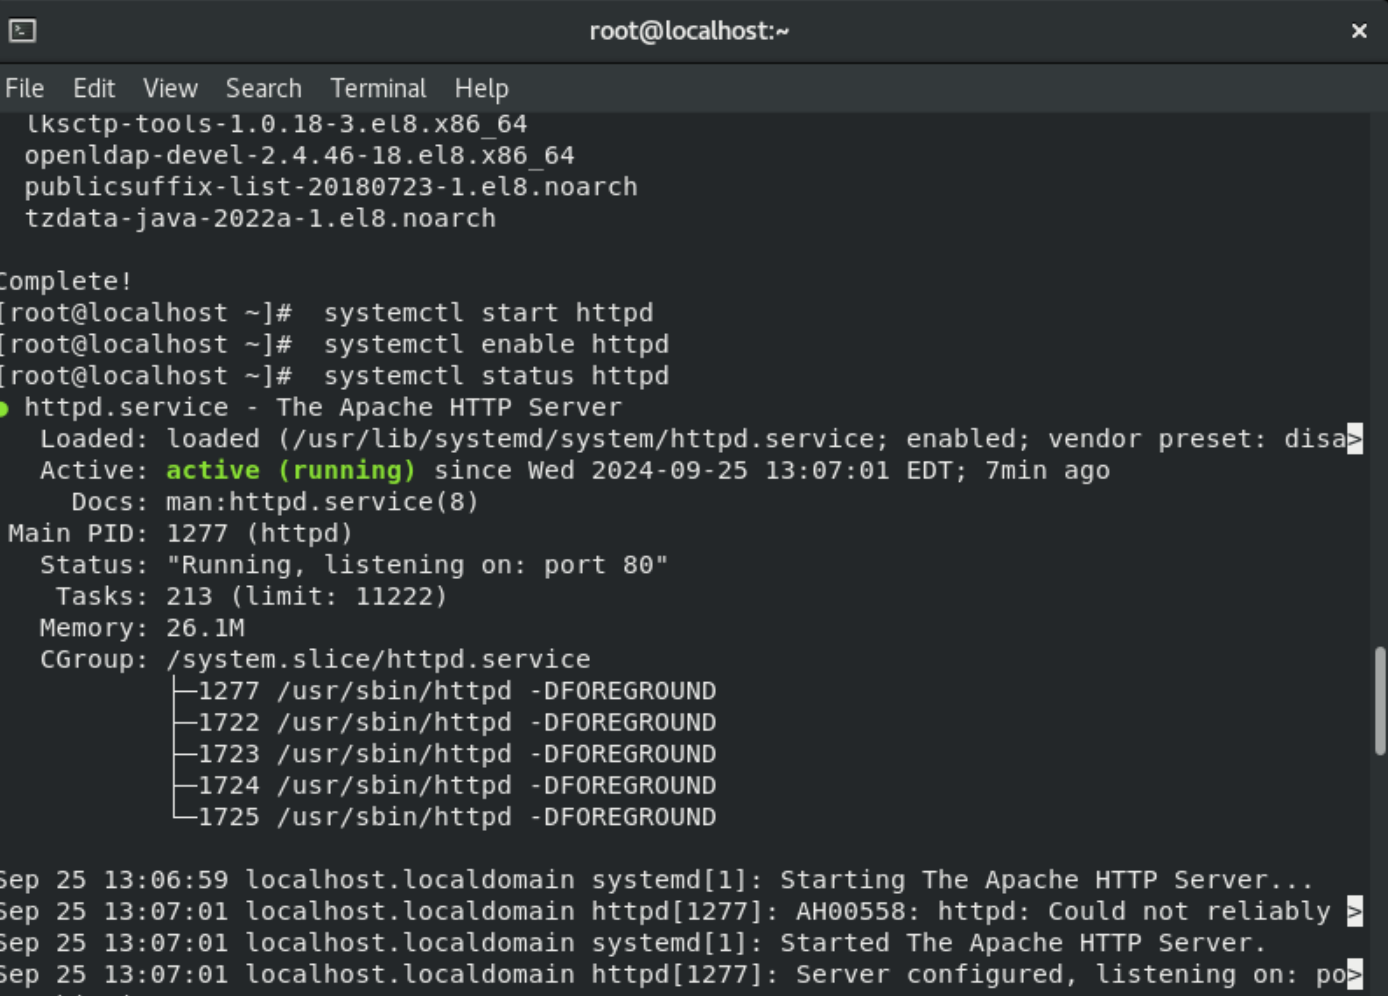 root@localhost:~
File Edit View Search Terminal Help
lksctp-tools-1.0.18-3.el8.x86_64
openldap-devel-2.4.46-18.el8.x86_64
publicsuffix-list-20180723-1.el8.noarch
tzdata-java-2022a-1.el8.noarch
Complete!
[root@localhost ~]#  systemctl start httpd
[root@localhost ~]#  systemctl enable httpd
[root@localhost ~]#  systemctl status httpd
● httpd.service - The Apache HTTP Server
Loaded: loaded (/usr/lib/systemd/system/httpd.service; enabled; vendor preset: disa>
Active: active (running) since Wed 2024-09-25 13:07:01 EDT; 7min ago
Docs: man:httpd.service(8)
Main PID: 1277 (httpd)
Status: "Running, listening on: port 80"
Tasks: 213 (limit: 11222)
Memory: 26.1M
CGroup: /system.slice/httpd.service
├─1277 /usr/sbin/httpd -DFOREGROUND
├─1722 /usr/sbin/httpd -DFOREGROUND
├─1723 /usr/sbin/httpd -DFOREGROUND
├─1724 /usr/sbin/httpd -DFOREGROUND
└─1725 /usr/sbin/httpd -DFOREGROUND
Sep 25 13:06:59 localhost.localdomain systemd[1]: Starting The Apache HTTP Server...
Sep 25 13:07:01 localhost.localdomain httpd[1277]: AH00558: httpd: Could not reliably >
Sep 25 13:07:01 localhost.localdomain systemd[1]: Started The Apache HTTP Server.
Sep 25 13:07:01 localhost.localdomain httpd[1277]: Server configured, listening on: po>